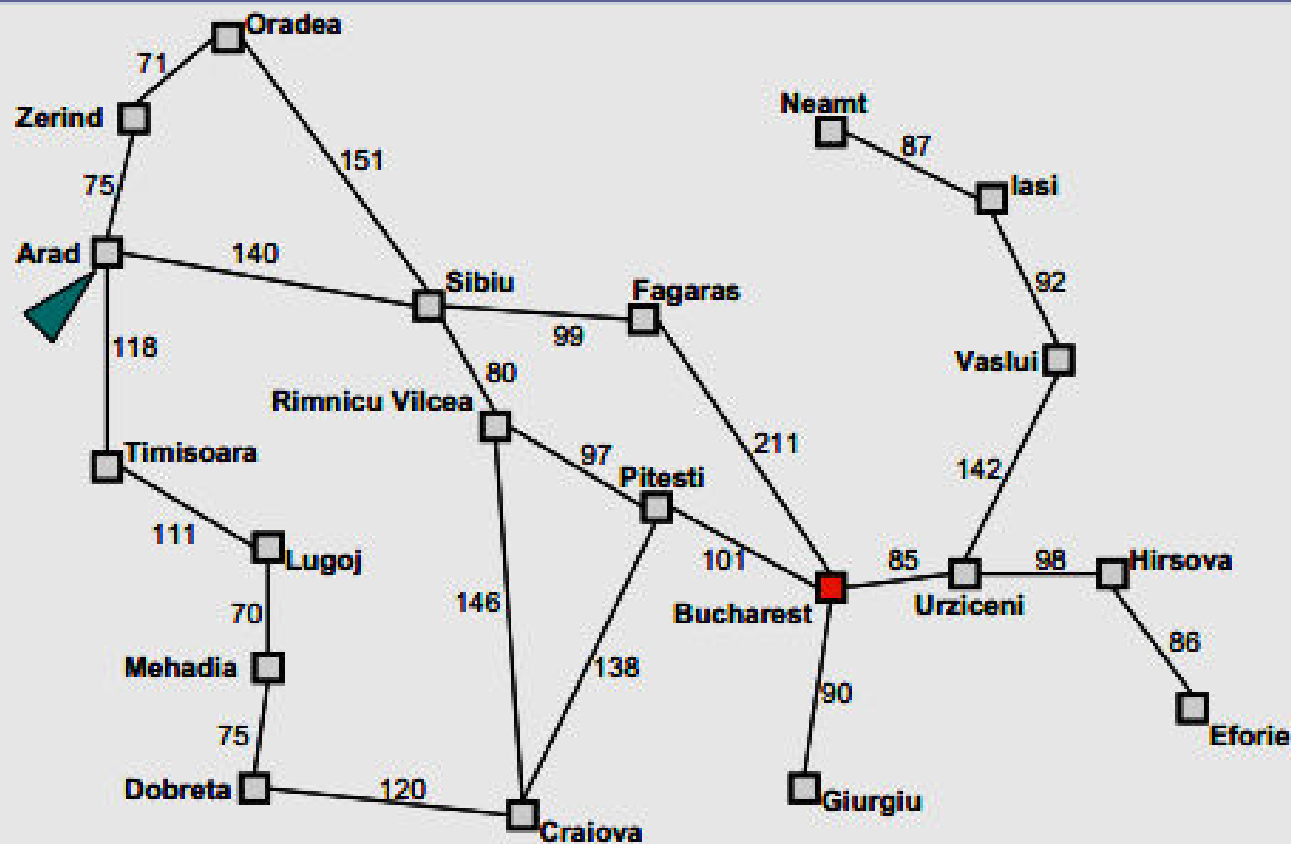 Oradea
71
Neamt
Zerind
87
151
75
Iasi
Arad
140
Sibiu
Fagaras
92
99
118
Vaslui
80
Rimnicu Vilcea
Timisoara
97
211
Pitesti
142
111
Lugoj
101
85
98
Hirsova
70
146
Bucharest
Urziceni
86
Mehadia
138
90
75
Eforie
Dobreta
120
Giurgiu
Craiova